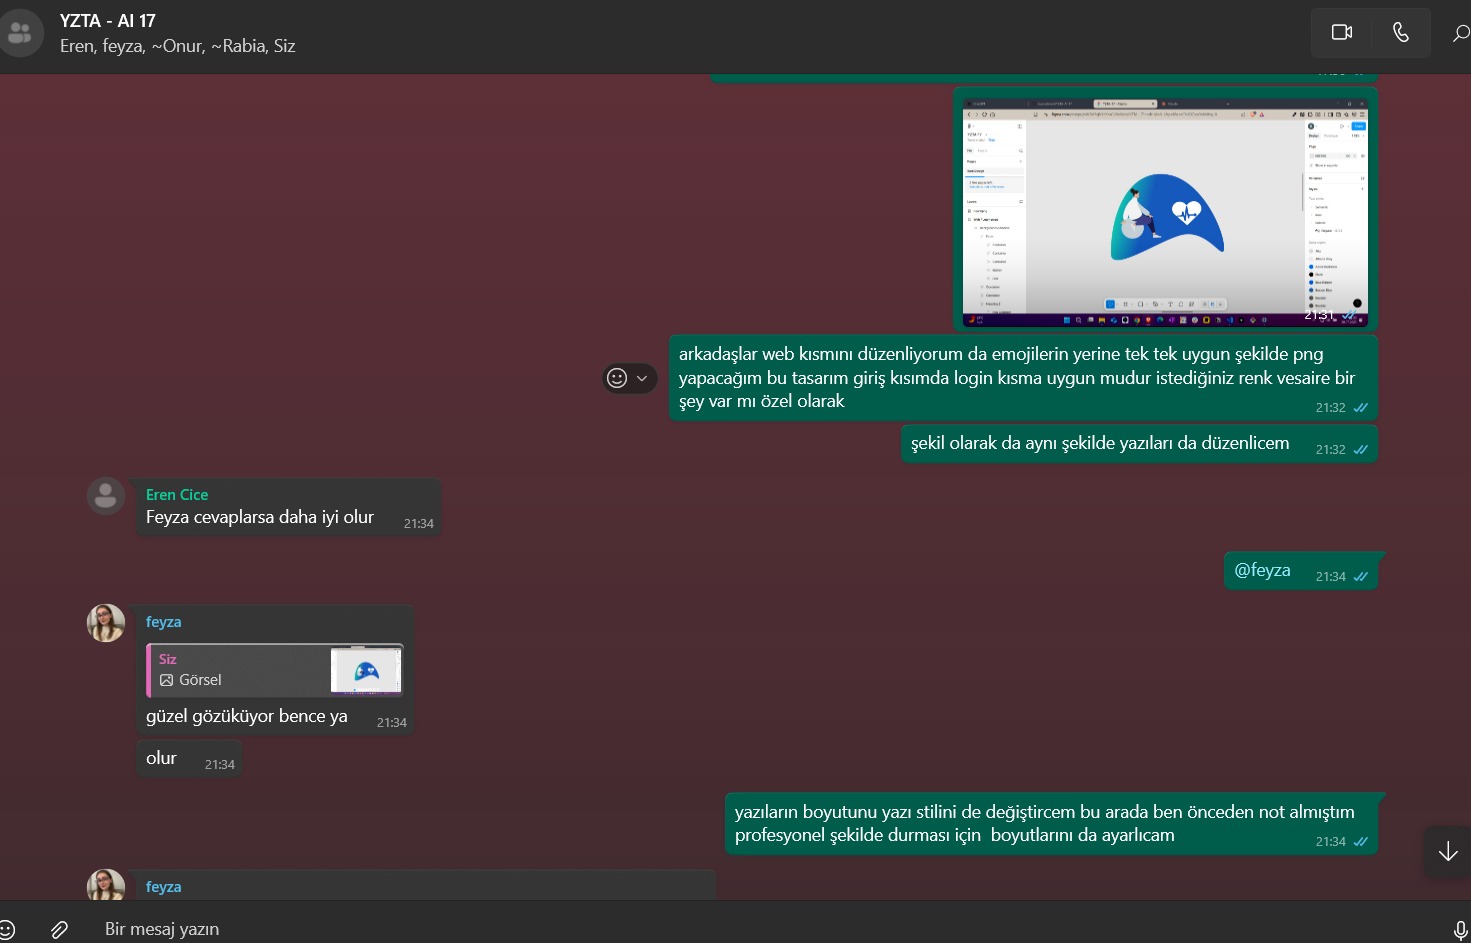 YZTA - AI 17
Eren, feyza, ~Onur, ~Rabia, Siz
21:31
arkadaşlar web kısmını düzenliyorum da emojilerin yerine tek tek uygun şekilde png
yapacağım bu tasarım giriş kısımda login kısma uygun mudur istediğiniz renk vesaire bir
şey var mı özel olarak
21:32
şekil olarak da aynı şekilde yazıları da düzenlicem
21:32
Eren Cice
Feyza cevaplarsa daha iyi olur
21:34
@feyza
21:34
feyza
Siz
Görsel
güzel gözüküyor bence ya
21:34
olur
21:34
yazıların boyutunu yazı stilini de değiştircem bu arada ben önceden not almıştım
profesyonel şekilde durması için  boyutlarını da ayarlıcam
21:34
feyza
Bir mesaj yazın